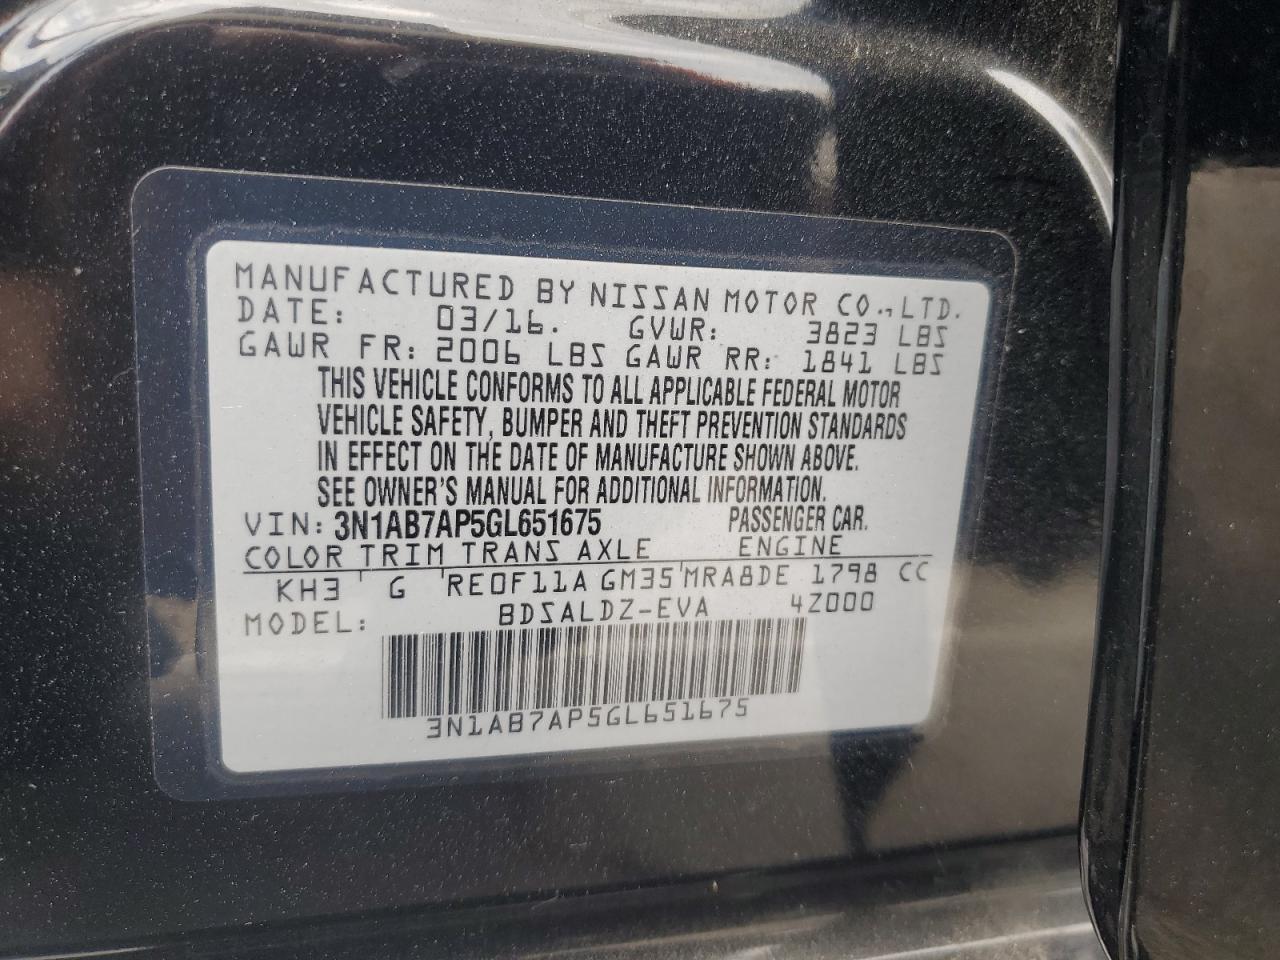 MANUFACTURED BY NISSAN MOTOR CO.,LTD.
DATE: 03/16. GVWR: 3823 LBS
GAWR FR: 2006 LBS GAWR RR: 1841 LBS
THIS VEHICLE CONFORMS TO ALL APPLICABLE FEDERAL MOTOR
VEHICLE SAFETY, BUMPER AND THEFT PREVENTION STANDARDS
IN EFFECT ON THE DATE OF MANUFACTURE SHOWN ABOVE.
SEE OWNER'S MANUAL FOR ADDITIONAL INFORMATION.
VIN: 3N1AB7AP5GL651675 PASSENGER CAR.
COLOR TRIM TRANS AXLE ENGINE
KH3 G RE0F11A GM35 MRA8DE 1798 CC
MODEL: BDSALDZ-EVA 4Z000
3N1AB7AP5GL651675